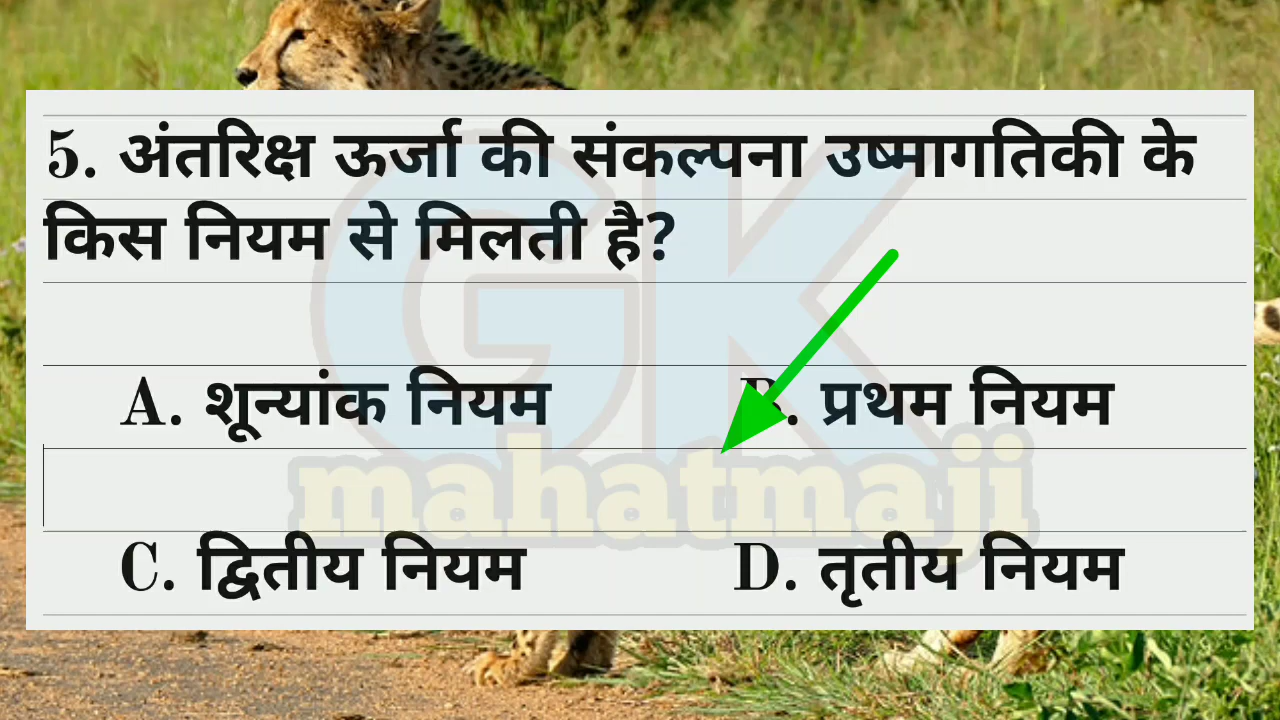 5. अंतरिक्ष ऊर्जा की संकल्पना उष्मागतिकी के
किस नियम से मिलती है?
A. शून्यांक नियम B. प्रथम नियम
C. द्वितीय नियम D. तृतीय नियम
GK
mahatmaji